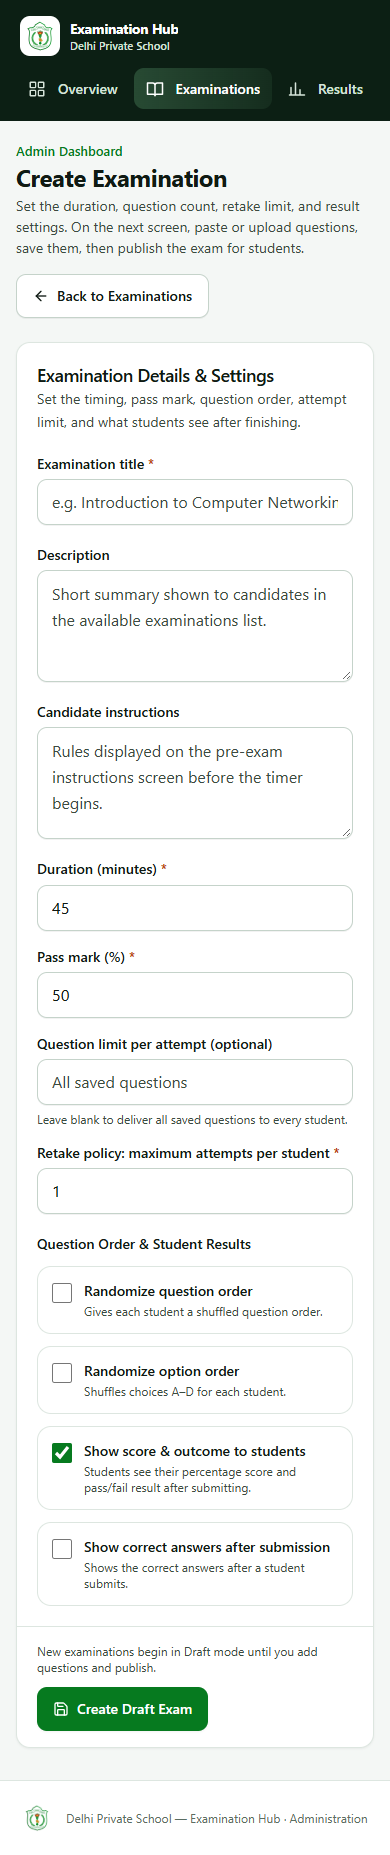 Examination Hub
Delhi Private School
Overview
Examinations
Results
Admin Dashboard
Create Examination
Set the duration, question count, retake limit, and result
settings. On the next screen, paste or upload questions,
save them, then publish the exam for students.
Back to Examinations
Examination Details & Settings
Set the timing, pass mark, question order, attempt
limit, and what students see after finishing.
Examination title *
e.g. Introduction to Computer Networkin
Description
Short summary shown to candidates in
the available examinations list.
Candidate instructions
Rules displayed on the pre-exam
instructions screen before the timer
begins.
Duration (minutes) *
45
Pass mark (%) *
50
Question limit per attempt (optional)
All saved questions
Leave blank to deliver all saved questions to every student.
Retake policy: maximum attempts per student *
1
Question Order & Student Results
Randomize question order
Gives each student a shuffled question order.
Randomize option order
Shuffles choices A–D for each student.
Show score & outcome to students
Students see their percentage score and
pass/fail result after submitting.
Show correct answers after submission
Shows the correct answers after a student
submits.
New examinations begin in Draft mode until you add
questions and publish.
Create Draft Exam
Delhi Private School — Examination Hub · Administration